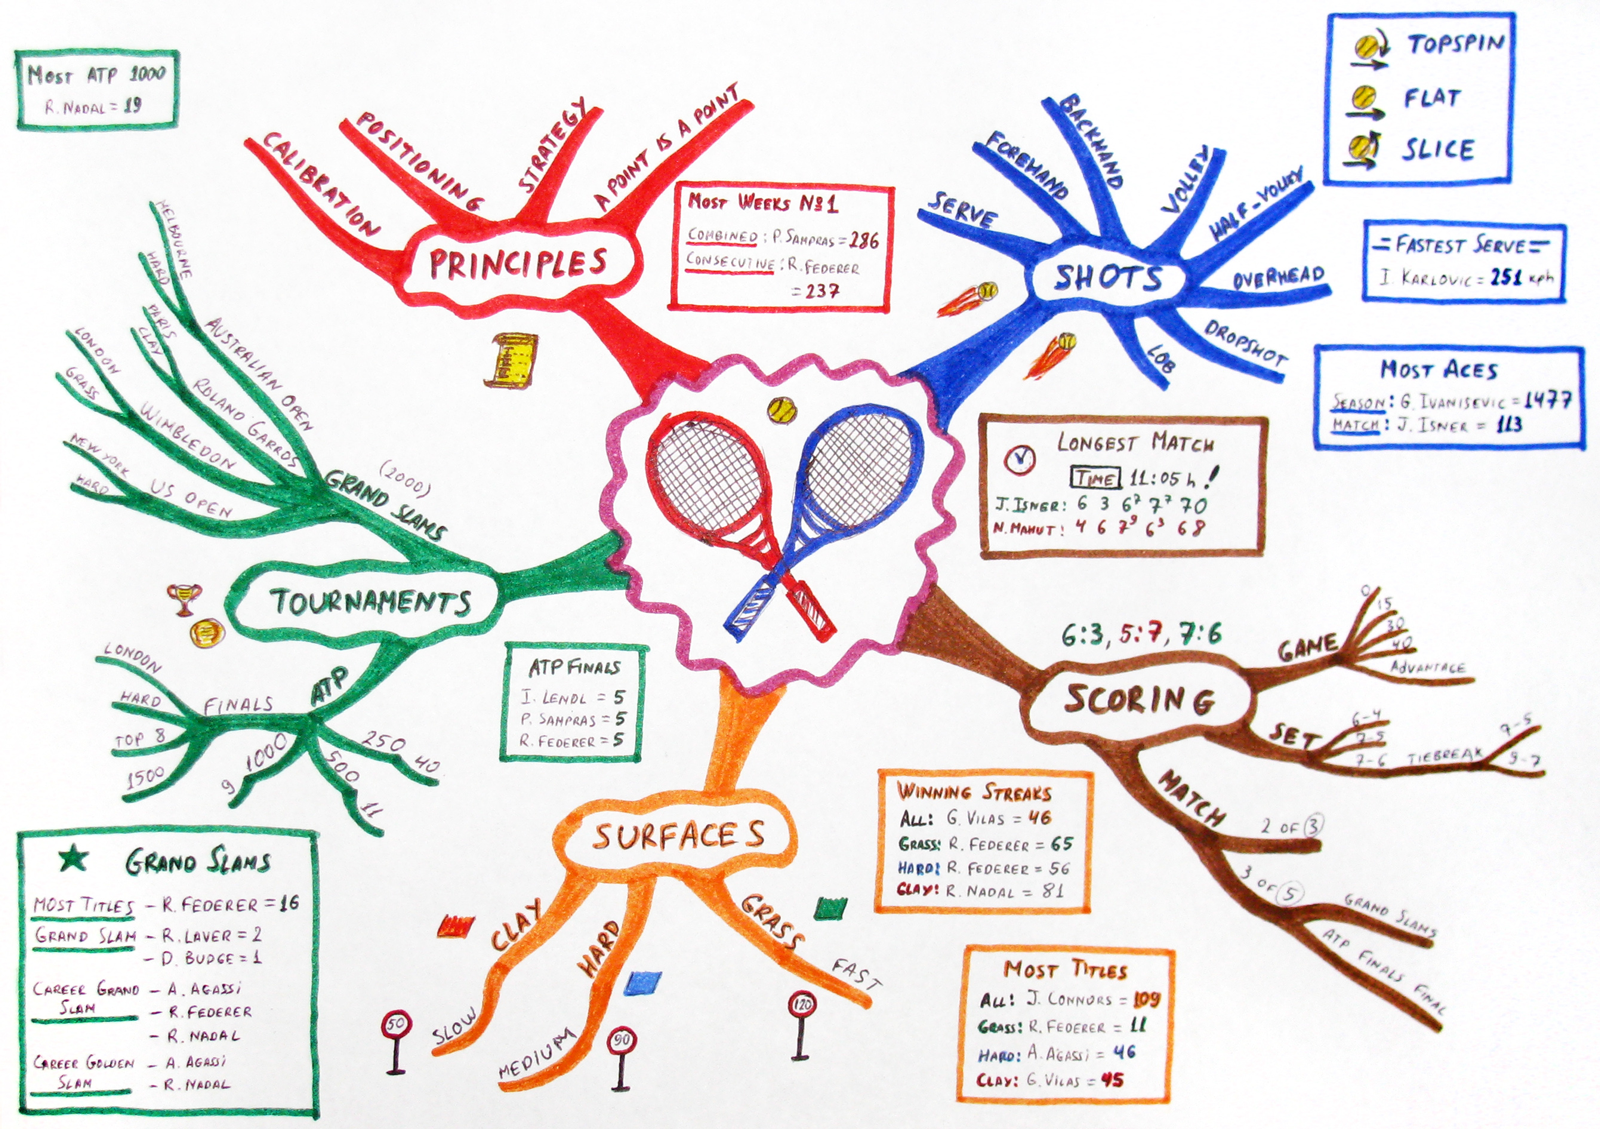 MOST ATP 1000
R. NADAL = 19
CALIBRATION
POSITIONING
STRATEGY
A POINT IS A POINT
PRINCIPLES
MOST WEEKS Nº1
COMBINED: P. SAMPRAS = 286
CONSECUTIVE: R. FEDERER
= 237
SERVE
FOREHAND
BACKHAND
VOLLEY
HALF-VOLLEY
OVERHEAD
DROPSHOT
LOB
SHOTS
TOPSPIN
FLAT
SLICE
=FASTEST SERVE=
I. KARLOVIC = 251 kph
MOST ACES
SEASON: G. IVANISEVIC = 1477
MATCH: J. ISNER = 113
LONGEST MATCH
TIME 11:05 h!
J. ISNER: 6 3 6⁷ 7⁷ 70
N. MAHUT: 4 6 7⁹ 6³ 68
MELBOURNE
HARD
AUSTRALIAN OPEN
PARIS
CLAY
ROLAND GARROS
LONDON
GRASS
WIMBLEDON
NEW YORK
HARD
US OPEN
(2000)
GRAND SLAMS
TOURNAMENTS
ATP
FINALS
LONDON
HARD
TOP 8
1500
1000
9
500
11
250
40
ATP FINALS
I. LENDL = 5
P. SAMPRAS = 5
R. FEDERER = 5
6:3, 5:7, 7:6
SCORING
GAME
0
15
30
40
ADVANTAGE
SET
6-4
7-5
7-6
TIEBREAK
7-5
9-7
MATCH
2 OF 3
3 OF 5
GRAND SLAMS
ATP FINALS FINAL
SURFACES
CLAY
SLOW
50
HARD
MEDIUM
90
GRASS
FAST
120
WINNING STREAKS
ALL: G. VILAS = 46
GRASS: R. FEDERER = 65
HARD: R. FEDERER = 56
CLAY: R. NADAL = 81
MOST TITLES
ALL: J. CONNORS = 109
GRASS: R. FEDERER = 11
HARD: A. AGASSI = 46
CLAY: G. VILAS = 45
GRAND SLAMS
MOST TITLES - R. FEDERER = 16
GRAND SLAM - R. LAVER = 2
- D. BUDGE = 1
CAREER GRAND SLAM - A. AGASSI
- R. FEDERER
- R. NADAL
CAREER GOLDEN SLAM - A. AGASSI
- R. NADAL